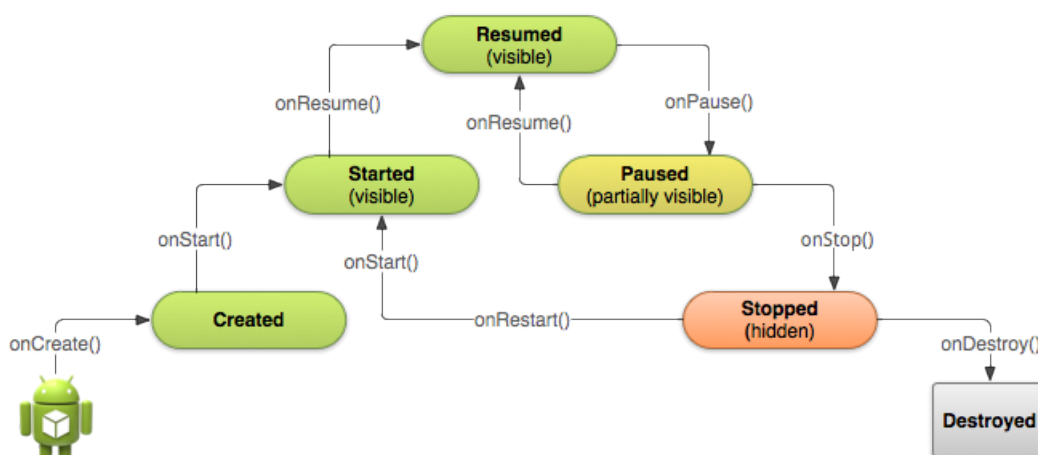 Resumed
(visible)
onResume()
onResume()
onPause()
Started
(visible)
Paused
(partially visible)
onStart()
onStart()
onStop()
Created
onRestart()
Stopped
(hidden)
onCreate()
onDestroy()
Destroyed